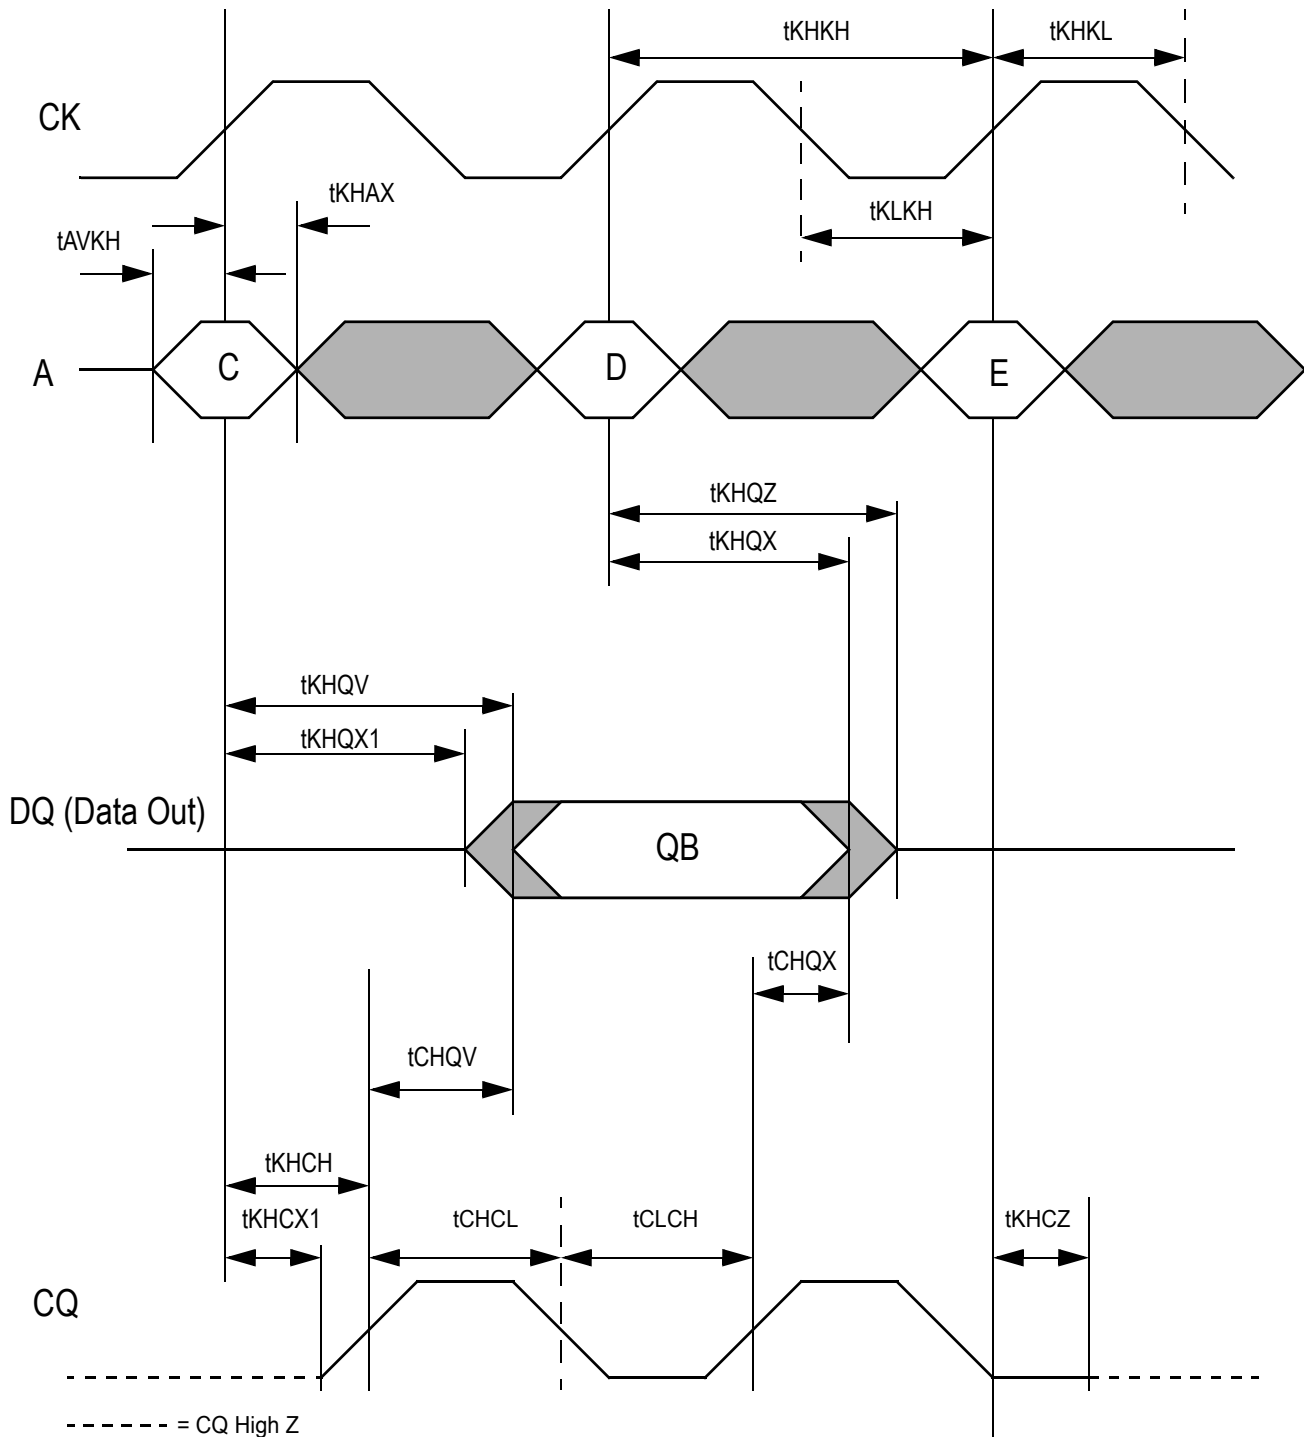 tKHKH
tKHKL
CK
tKHAX
tKLKH
tAVKH
A
C
D
E
tKHQZ
tKHQX
tKHQV
tKHQX1
DQ (Data Out)
QB
tCHQX
tCHQV
tKHCH
tKHCX1
tCHCL
tCLCH
tKHCZ
CQ
= CQ High Z